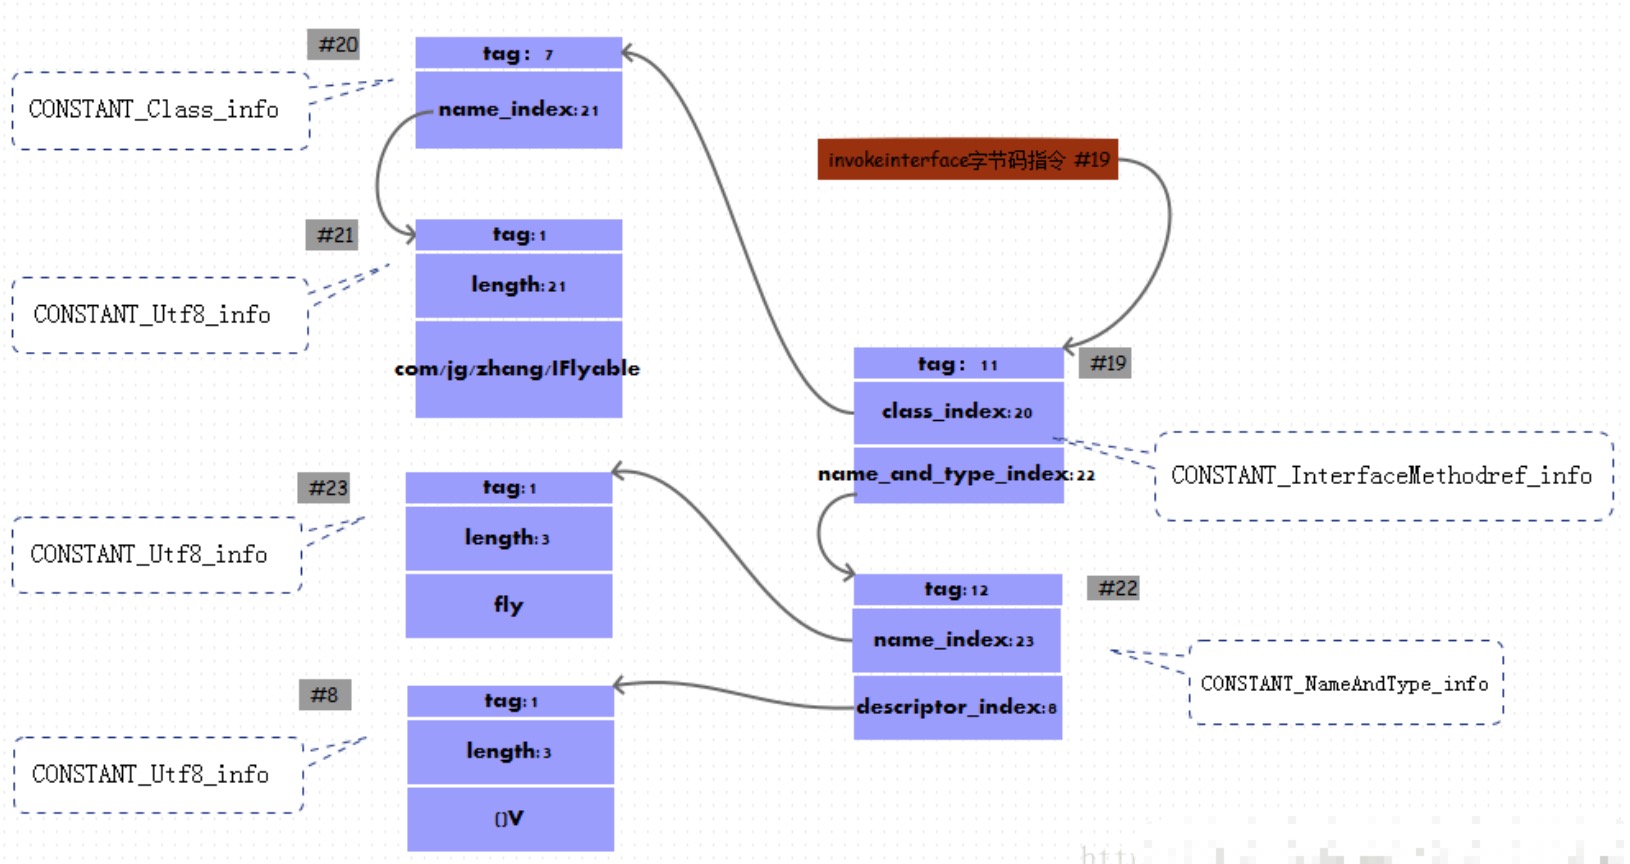 #20
tag: 7
CONSTANT_Class_info
name_index:21
invokeinterface字节码指令 #19
#21
tag:1
length:21
CONSTANT_Utf8_info
com/jg/zhang/IFlyable
tag: 11
#19
class_index:20
name_and_type_index:22
CONSTANT_InterfaceMethodref_info
#23
tag:1
length:3
CONSTANT_Utf8_info
fly
tag:12
#22
name_index:23
descriptor_index:8
CONSTANT_NameAndType_info
#8
tag:1
length:3
CONSTANT_Utf8_info
()V